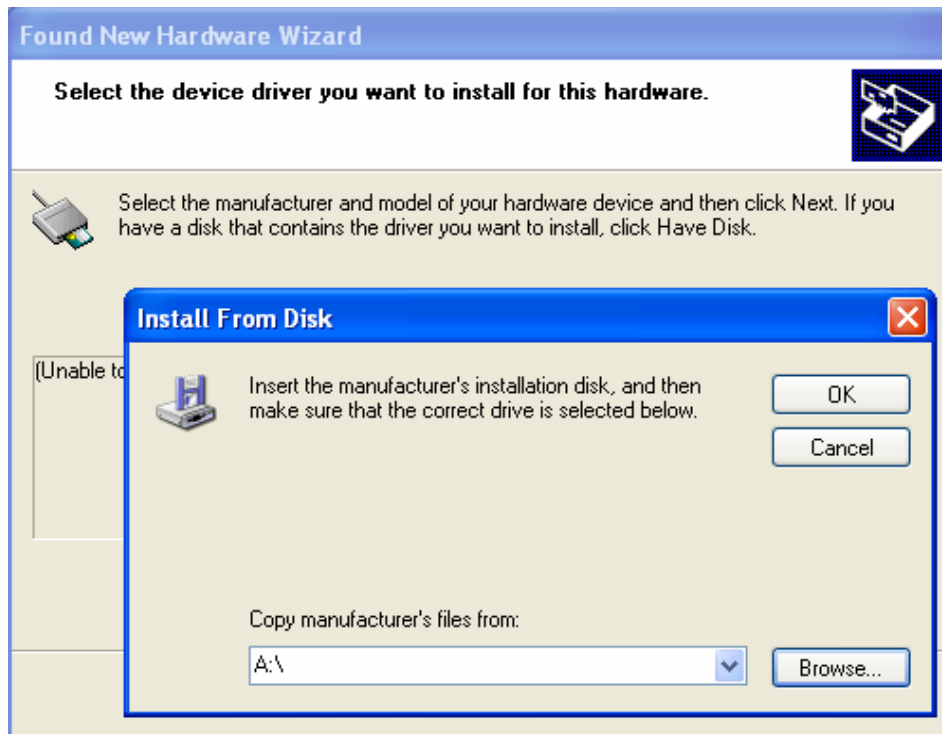 Found New Hardware Wizard
Select the device driver you want to install for this hardware.
Select the manufacturer and model of your hardware device and then click Next. If you
have a disk that contains the driver you want to install, click Have Disk.
Install From Disk
(Unable to
Insert the manufacturer's installation disk, and then
make sure that the correct drive is selected below.
OK
Cancel
Copy manufacturer's files from:
A:\
Browse...